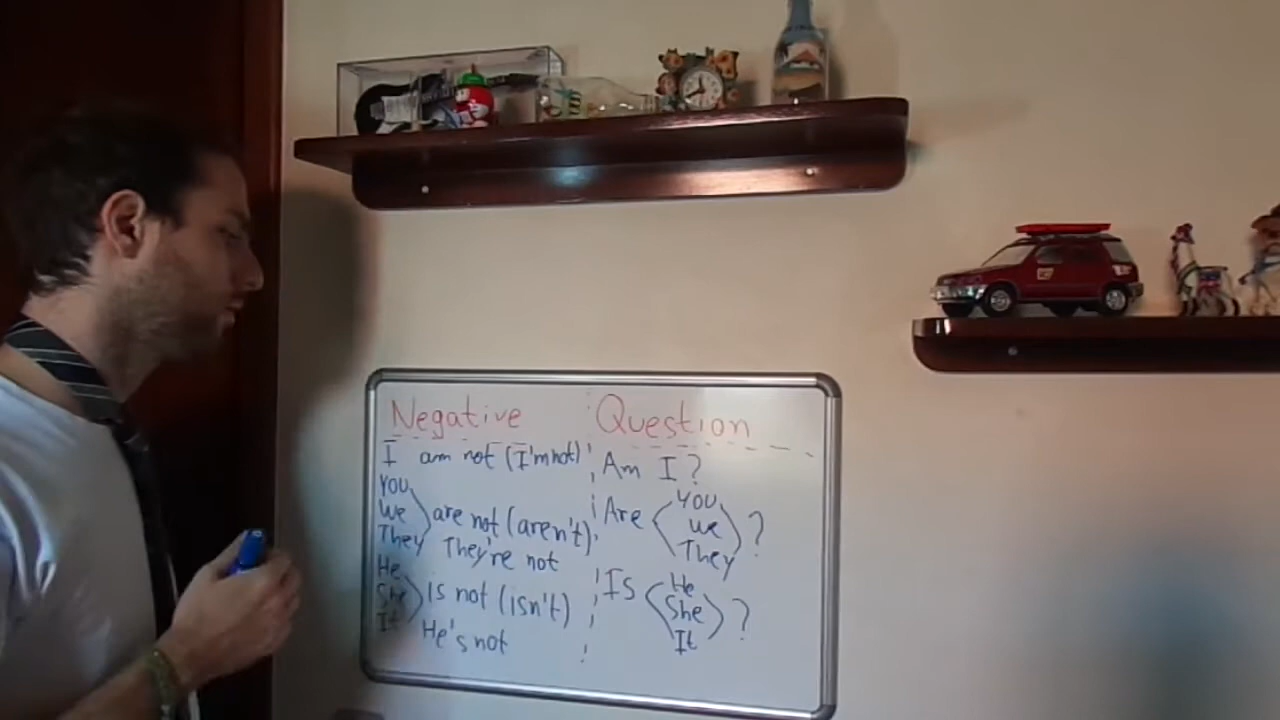 Negative
I am not (I'm not)
You
We
They
are not (aren't)
They're not
He
She
It
is not (isn't)
He's not
Question
Am I?
Are
You
We
They
?
Is
He
She
It
?